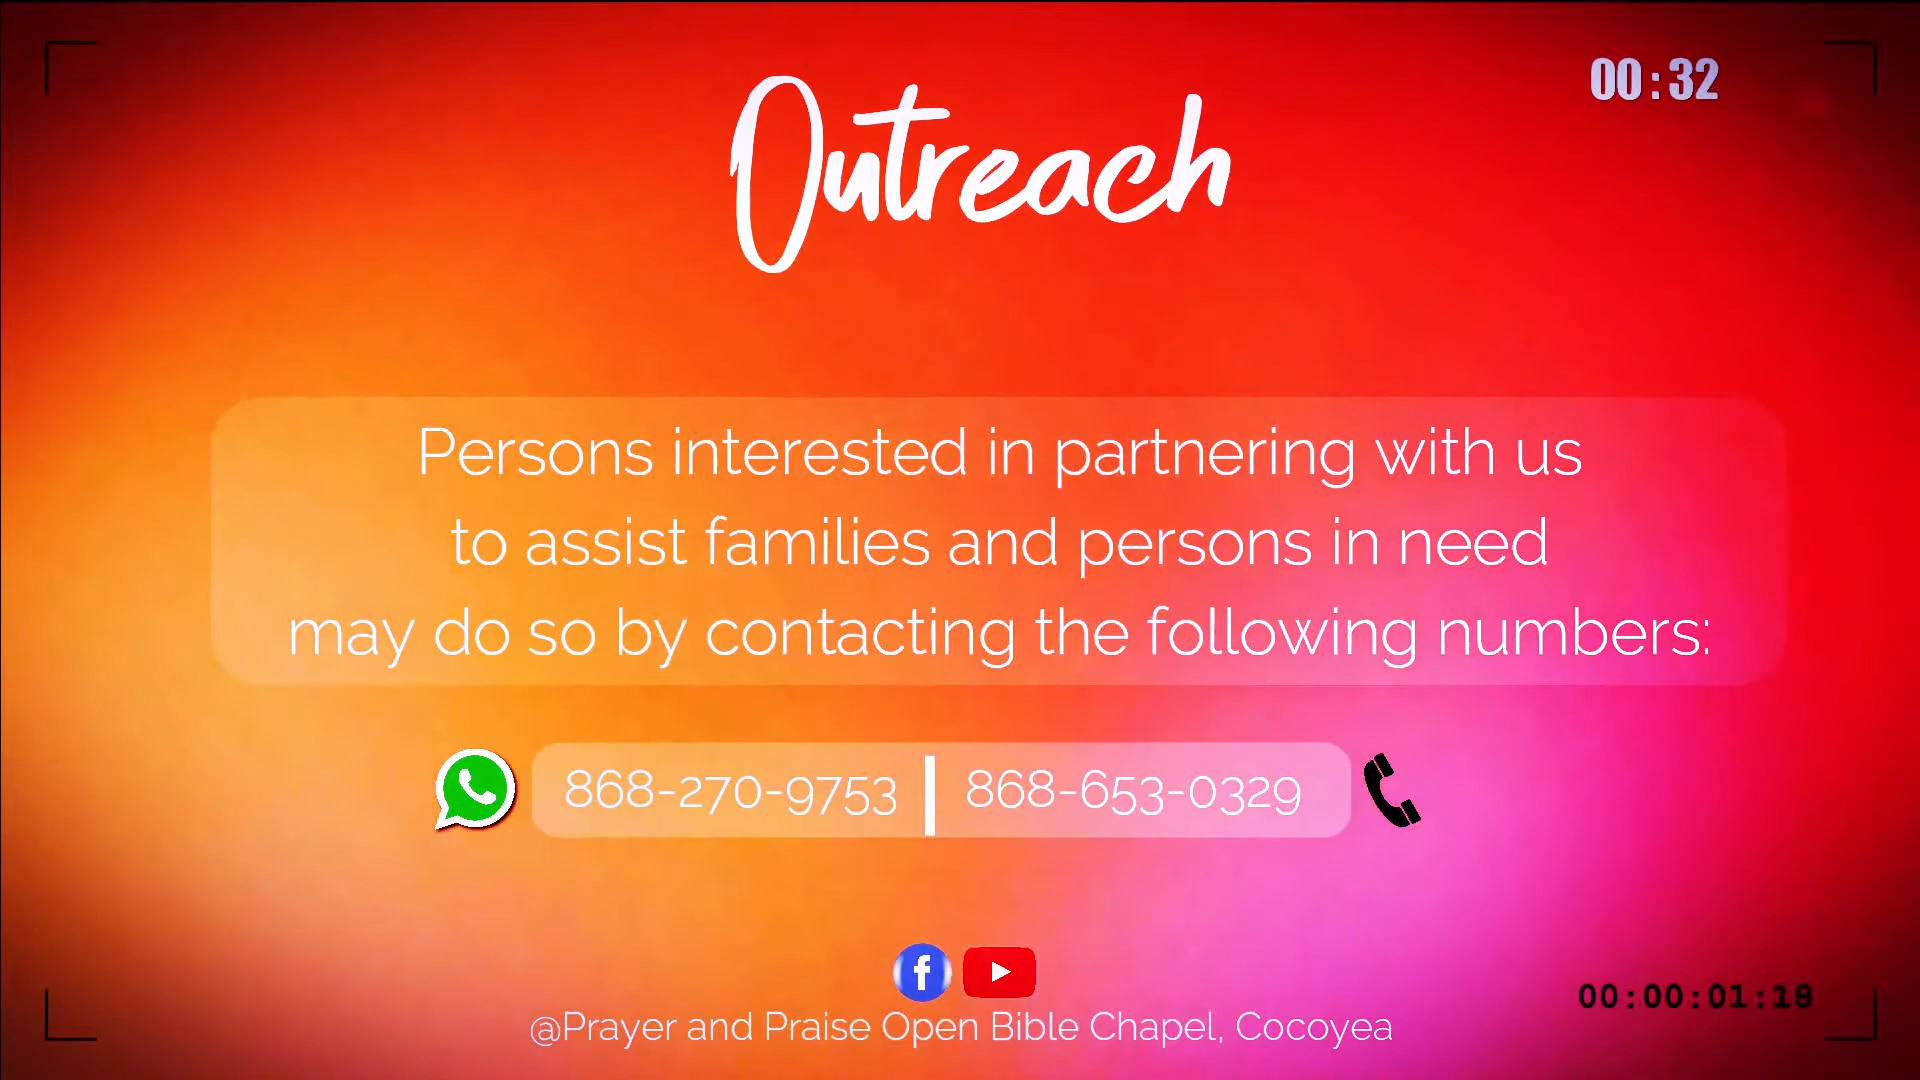 00:32
Outreach
Persons interested in partnering with us
to assist families and persons in need
may do so by contacting the following numbers:
868-270-9753 | 868-653-0329
00:00:01:18
@Prayer and Praise Open Bible Chapel, Cocoyea